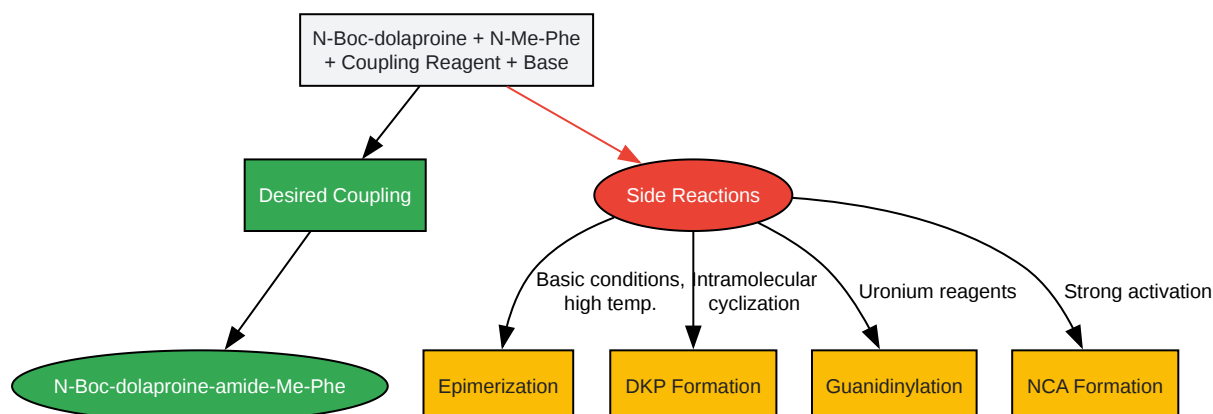 N-Boc-dolaproine + N-Me-Phe
+ Coupling Reagent + Base
Desired Coupling
Side Reactions
Basic conditions,
high temp.
Intramolecular
cyclization
Uronium reagents
Strong activation
N-Boc-dolaproine-amide-Me-Phe
Epimerization
DKP Formation
Guanidinylation
NCA Formation